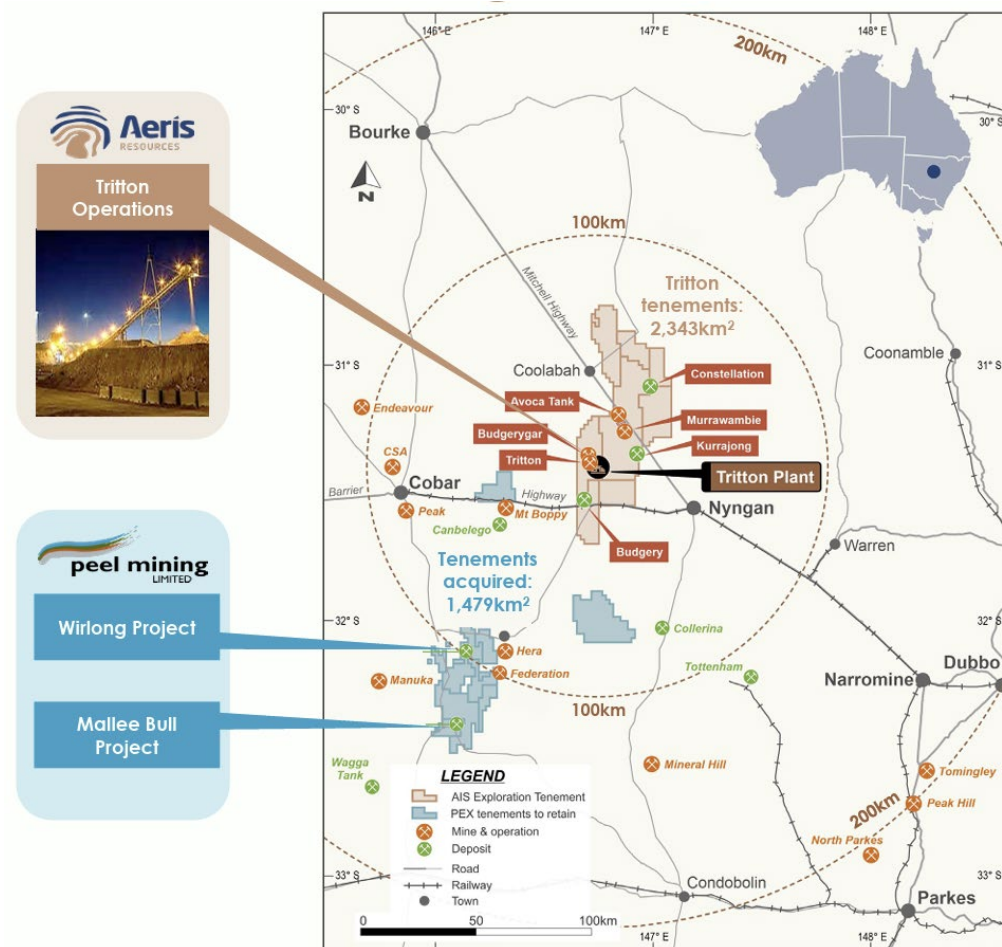 146° E
147° E
148° E
200km
30° S
30° S
Bourke
N
Aeris
RESOURCES
Tritton
Operations
100km
Mitchell Highway
Tritton
tenements:
2,343km²
31° S
31° S
Coonamble
Coolabah
Constellation
Endeavour
Avoca Tank
Murrawambie
Budgerygar
Kurrajong
CSA
Tritton
Tritton Plant
Cobar
Barrier
Highway
Peak
Mt Boppy
Nyngan
Canbelego
Budgery
Warren
peel mining
LIMITED
Tenements
acquired:
1,479km²
Wirlong Project
32° S
32° S
Collerina
Hera
Federation
Manuka
Tottenham
Dubbo
Narromine
Mallee Bull
Project
100km
Wagga
Tank
Mineral Hill
Tomingley
Peak Hill
200km
North Parkes
LEGEND
AIS Exploration Tenement
PEX tenements to retain
Mine & operation
Deposit
Road
Railway
Town
33° S
33° S
Condobolin
Parkes
0
50
100km
147° E
148° E